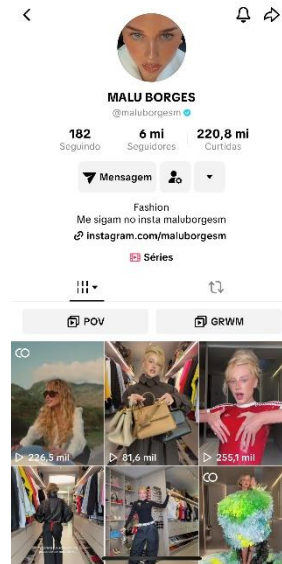 MALU BORGES
@maluborgesm
182 6 mi 220,8 mi
Seguindo Seguidores Curtidas
Mensagem
Fashion
Me sigam no insta maluborgesm
instagram.com/maluborgesm
Séries
POV GRWM
226,5 mil 81,6 mil 255,1 mil